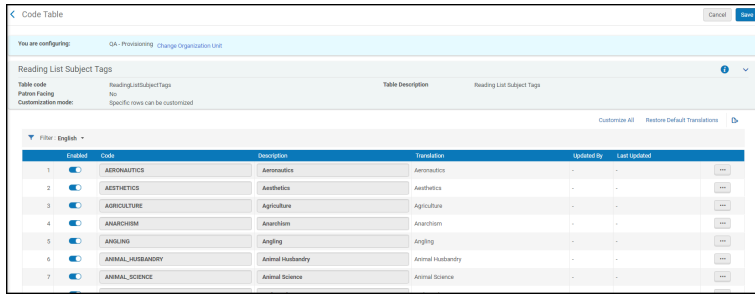 Code Table
Cancel
Save
You are configuring: QA - Provisioning Change Organization Unit
Reading List Subject Tags
Table code ReadingListSubjectTags Table Description Reading List Subject Tags
Patron Facing No
Customization mode: Specific rows can be customized
Customize All Restore Default Translations
Filter : English
Enabled Code Description Translation Updated By Last Updated
1 AERONAUTICS Aeronautics Aeronautics - -
2 AESTHETICS Aesthetics Aesthetics - -
3 AGRICULTURE Agriculture Agriculture - -
4 ANARCHISM Anarchism Anarchism - -
5 ANGLING Angling Angling - -
6 ANIMAL_HUSBANDRY Animal Husbandry Animal Husbandry - -
7 ANIMAL_SCIENCE Animal Science Animal Science - -